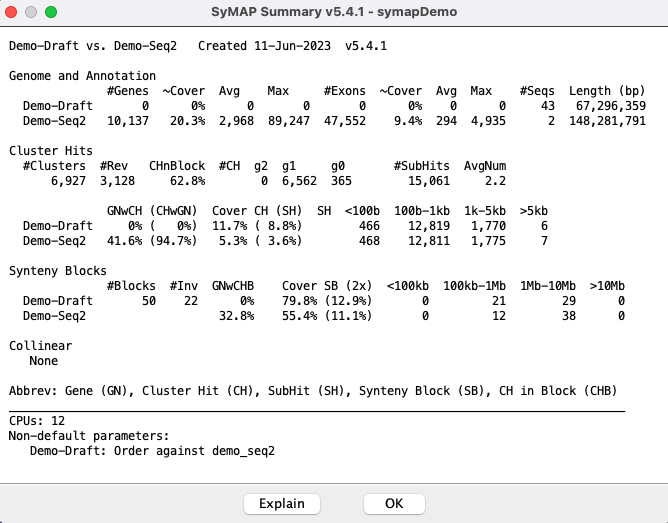 SyMAP Summary v5.4.1 - symapDemo
Demo-Draft vs. Demo-Seq2   Created 11-Jun-2023  v5.4.1
Genome and Annotation
#Genes  ~Cover  Avg    Max     #Exons  ~Cover  Avg  Max    #Seqs  Length (bp)
Demo-Draft       0      0%      0       0       0      0%    0      0      43   67,296,359
Demo-Seq2   10,137   20.3%  2,968  89,247  47,552    9.4%  294  4,935       2  148,281,791
Cluster Hits
#Clusters  #Rev  CHnBlock   #CH  g2  g1     g0      #SubHits  AvgNum
6,927  3,128     62.8%        0  6,562  365        15,061     2.2
GNwCH (CHwGN)  Cover CH (SH)  SH  <100b  100b-1kb  1k-5kb  >5kb
Demo-Draft     0% (   0%)  11.7% ( 8.8%)        466    12,819   1,770     6
Demo-Seq2   41.6% (94.7%)   5.3% ( 3.6%)        468    12,811   1,775     7
Synteny Blocks
#Blocks  #Inv  GNwCHB    Cover SB (2x)  <100kb  100kb-1Mb  1Mb-10Mb  >10Mb
Demo-Draft       50    22      0%    79.8% (12.9%)       0         21        29      0
Demo-Seq2                   32.8%    55.4% (11.1%)       0         12        38      0
Collinear
None
Abbrev: Gene (GN), Cluster Hit (CH), SubHit (SH), Synteny Block (SB), CH in Block (CHB)
CPUs: 12
Non-default parameters:
Demo-Draft: Order against demo_seq2
Explain
OK